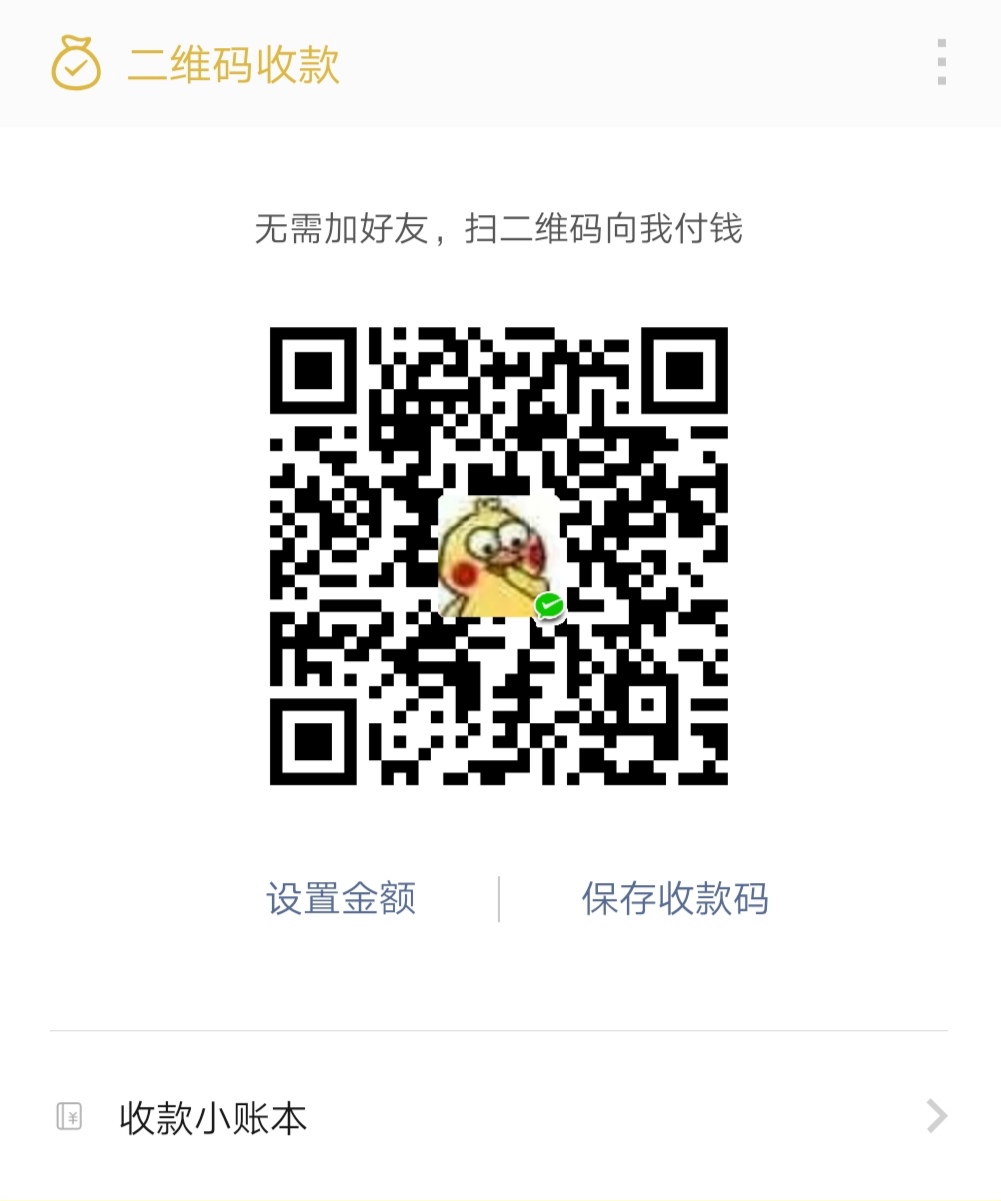 二维码收款
无需加好友，扫二维码向我付钱
设置金额
保存收款码
收款小账本